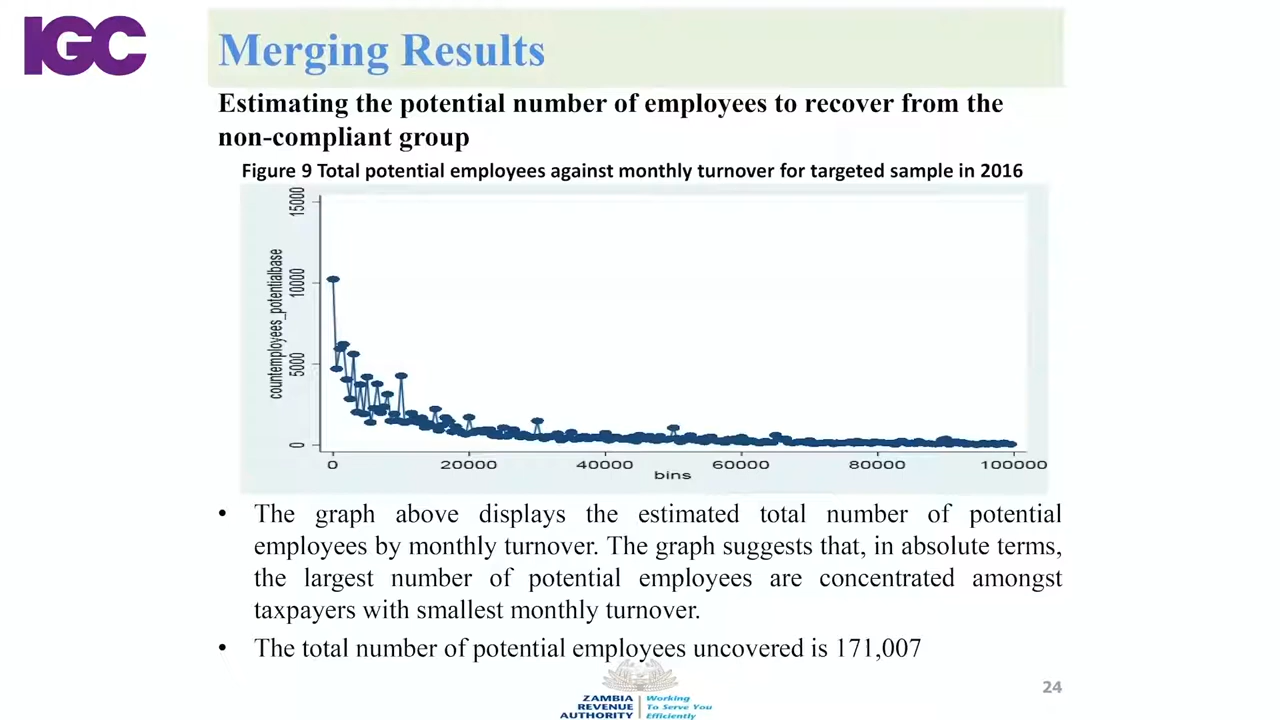 IGC
Merging Results
Estimating the potential number of employees to recover from the
non-compliant group
Figure 9 Total potential employees against monthly turnover for targeted sample in 2016
countemployees_potentialbase
15000
10000
5000
0
0 20000 40000 60000 80000 100000
bins
• The graph above displays the estimated total number of potential
employees by monthly turnover. The graph suggests that, in absolute terms,
the largest number of potential employees are concentrated amongst
taxpayers with smallest monthly turnover.
• The total number of potential employees uncovered is 171,007
ZAMBIA
REVENUE
AUTHORITY
Working
To Serve You
Efficiently
24